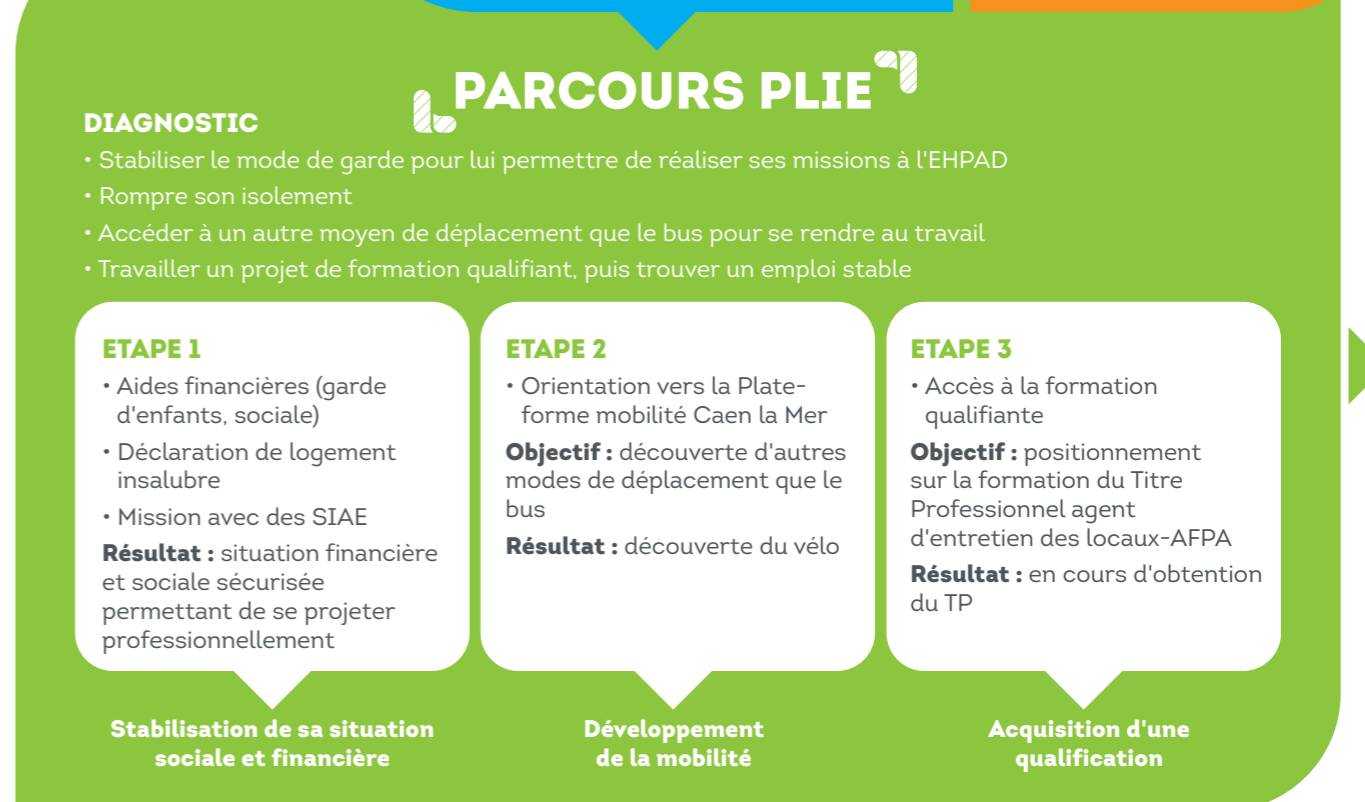 PARCOURS PLIE
DIAGNOSTIC
• Stabiliser le mode de garde pour lui permettre de réaliser ses missions à l'EHPAD
• Rompre son isolement
• Accéder à un autre moyen de déplacement que le bus pour se rendre au travail
• Travailler un projet de formation qualifiant, puis trouver un emploi stable
ETAPE 1
• Aides financières (garde
d'enfants, sociale)
• Déclaration de logement
insalubre
• Mission avec des SIAE
Résultat : situation financière
et sociale sécurisée
permettant de se projeter
professionnellement
Stabilisation de sa situation
sociale et financière
ETAPE 2
• Orientation vers la Plate-
forme mobilité Caen la Mer
Objectif : découverte d'autres
modes de déplacement que le
bus
Résultat : découverte du vélo
Développement
de la mobilité
ETAPE 3
• Accès à la formation
qualifiante
Objectif : positionnement
sur la formation du Titre
Professionnel agent
d'entretien des locaux-AFPA
Résultat : en cours d'obtention
du TP
Acquisition d'une
qualification